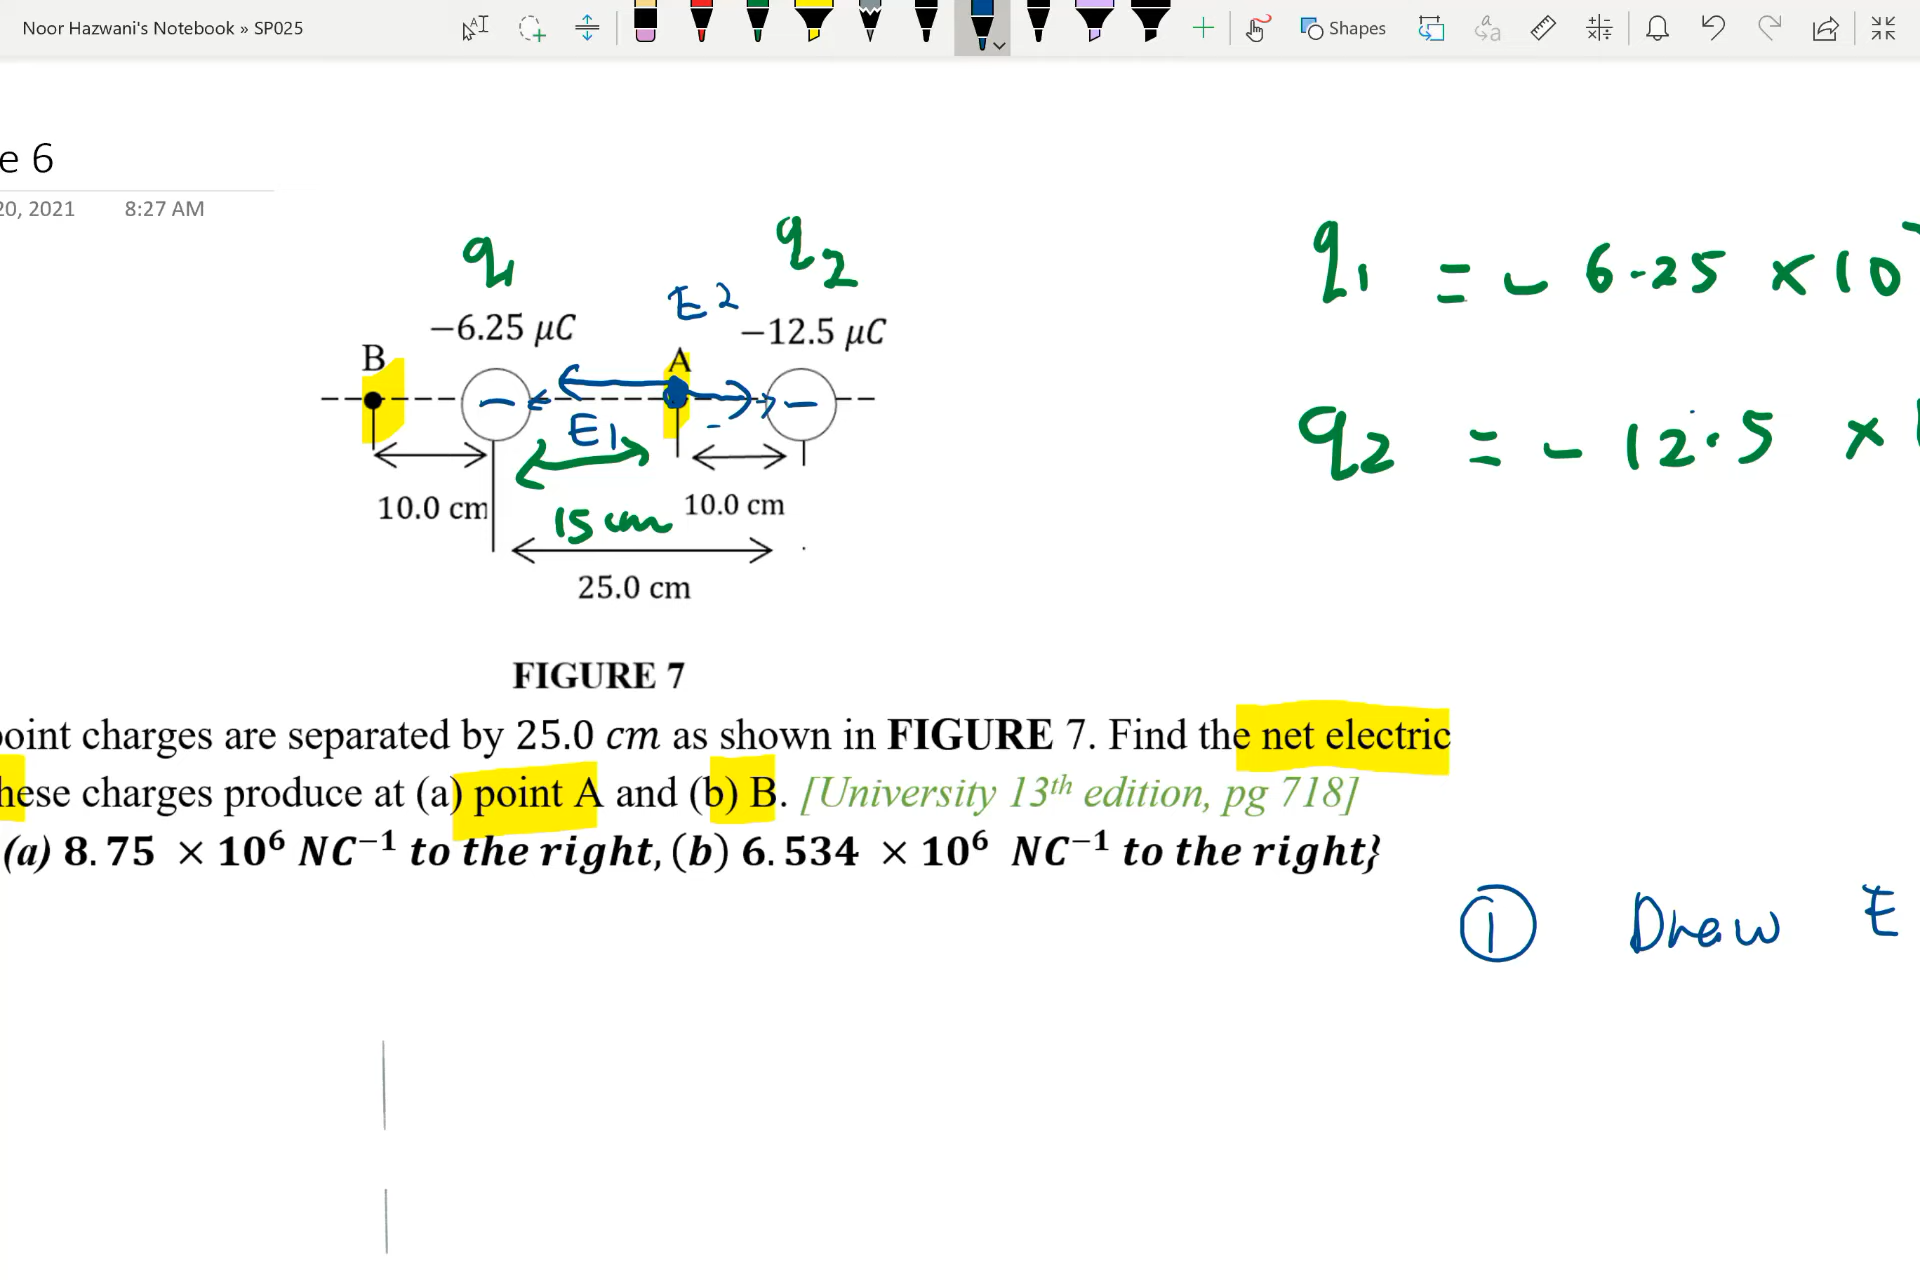 Noor Hazwani's Notebook » SP025
Shapes
e 6
20, 2021 8:27 AM
q1
q2
E2
−6.25 μC
−12.5 μC
B
A
E1
10.0 cm
15 cm
10.0 cm
25.0 cm
q1 = - 6.25 × 10
q2 = - 12.5 ×
FIGURE 7
oint charges are separated by 25.0 cm as shown in FIGURE 7. Find the net electric
hese charges produce at (a) point A and (b) B. [University 13th edition, pg 718]
(a) 8.75 × 10⁶ NC⁻¹ to the right, (b) 6.534 × 10⁶ NC⁻¹ to the right}
① Draw E